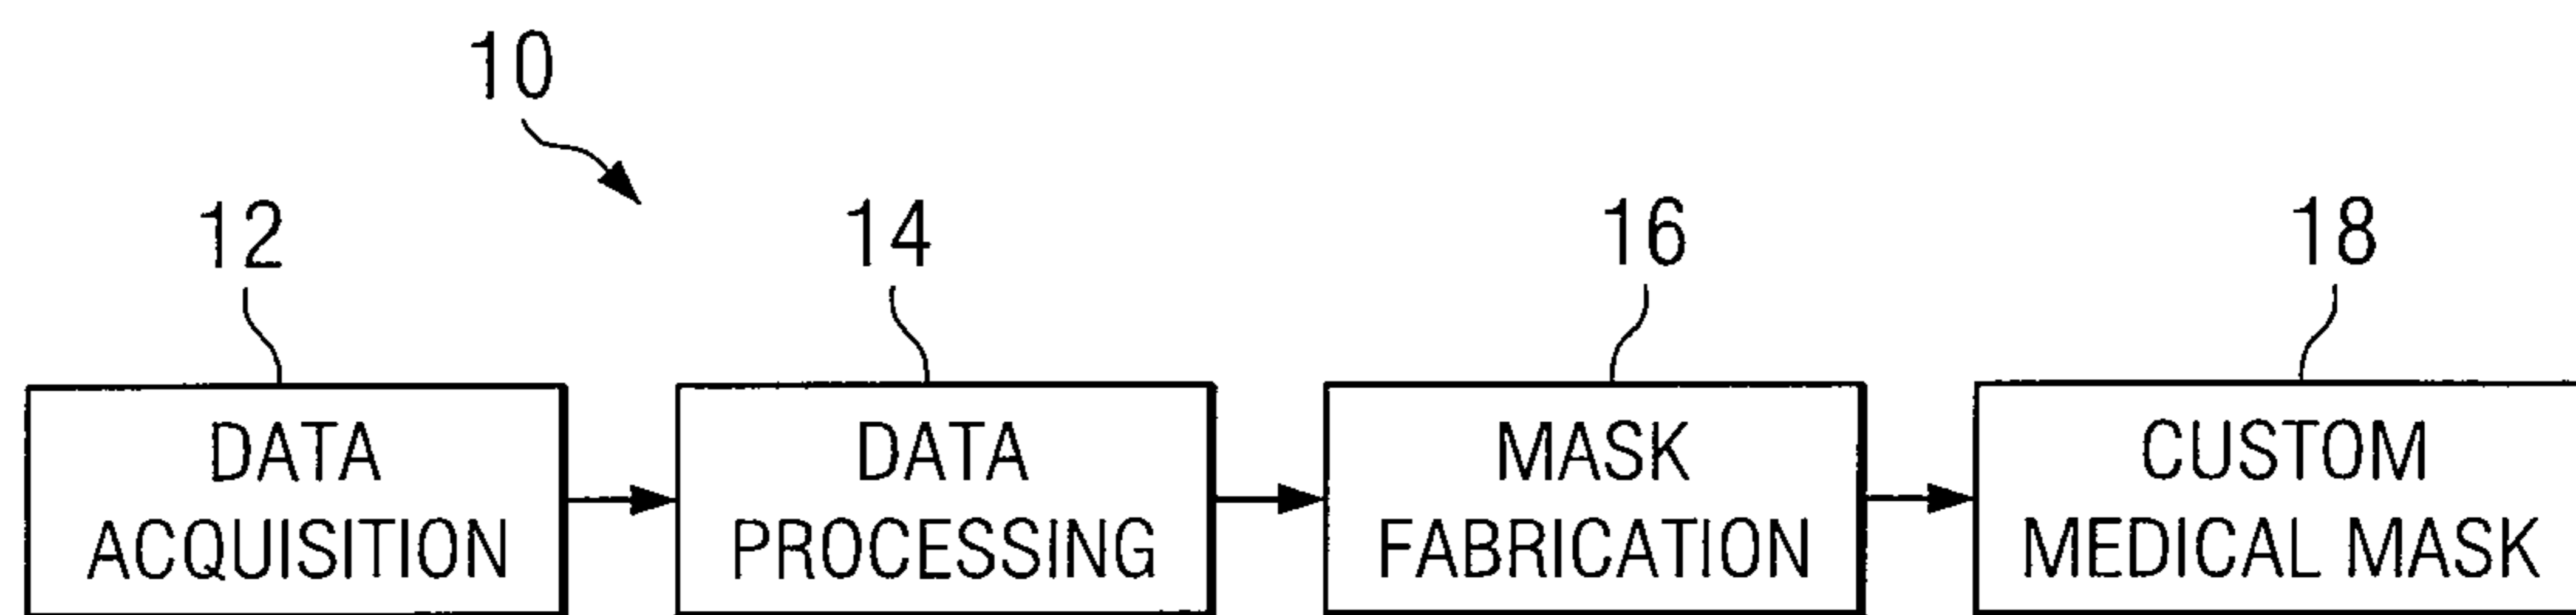 10
12
14
16
18
DATA
ACQUISITION
DATA
PROCESSING
MASK
FABRICATION
CUSTOM
MEDICAL MASK